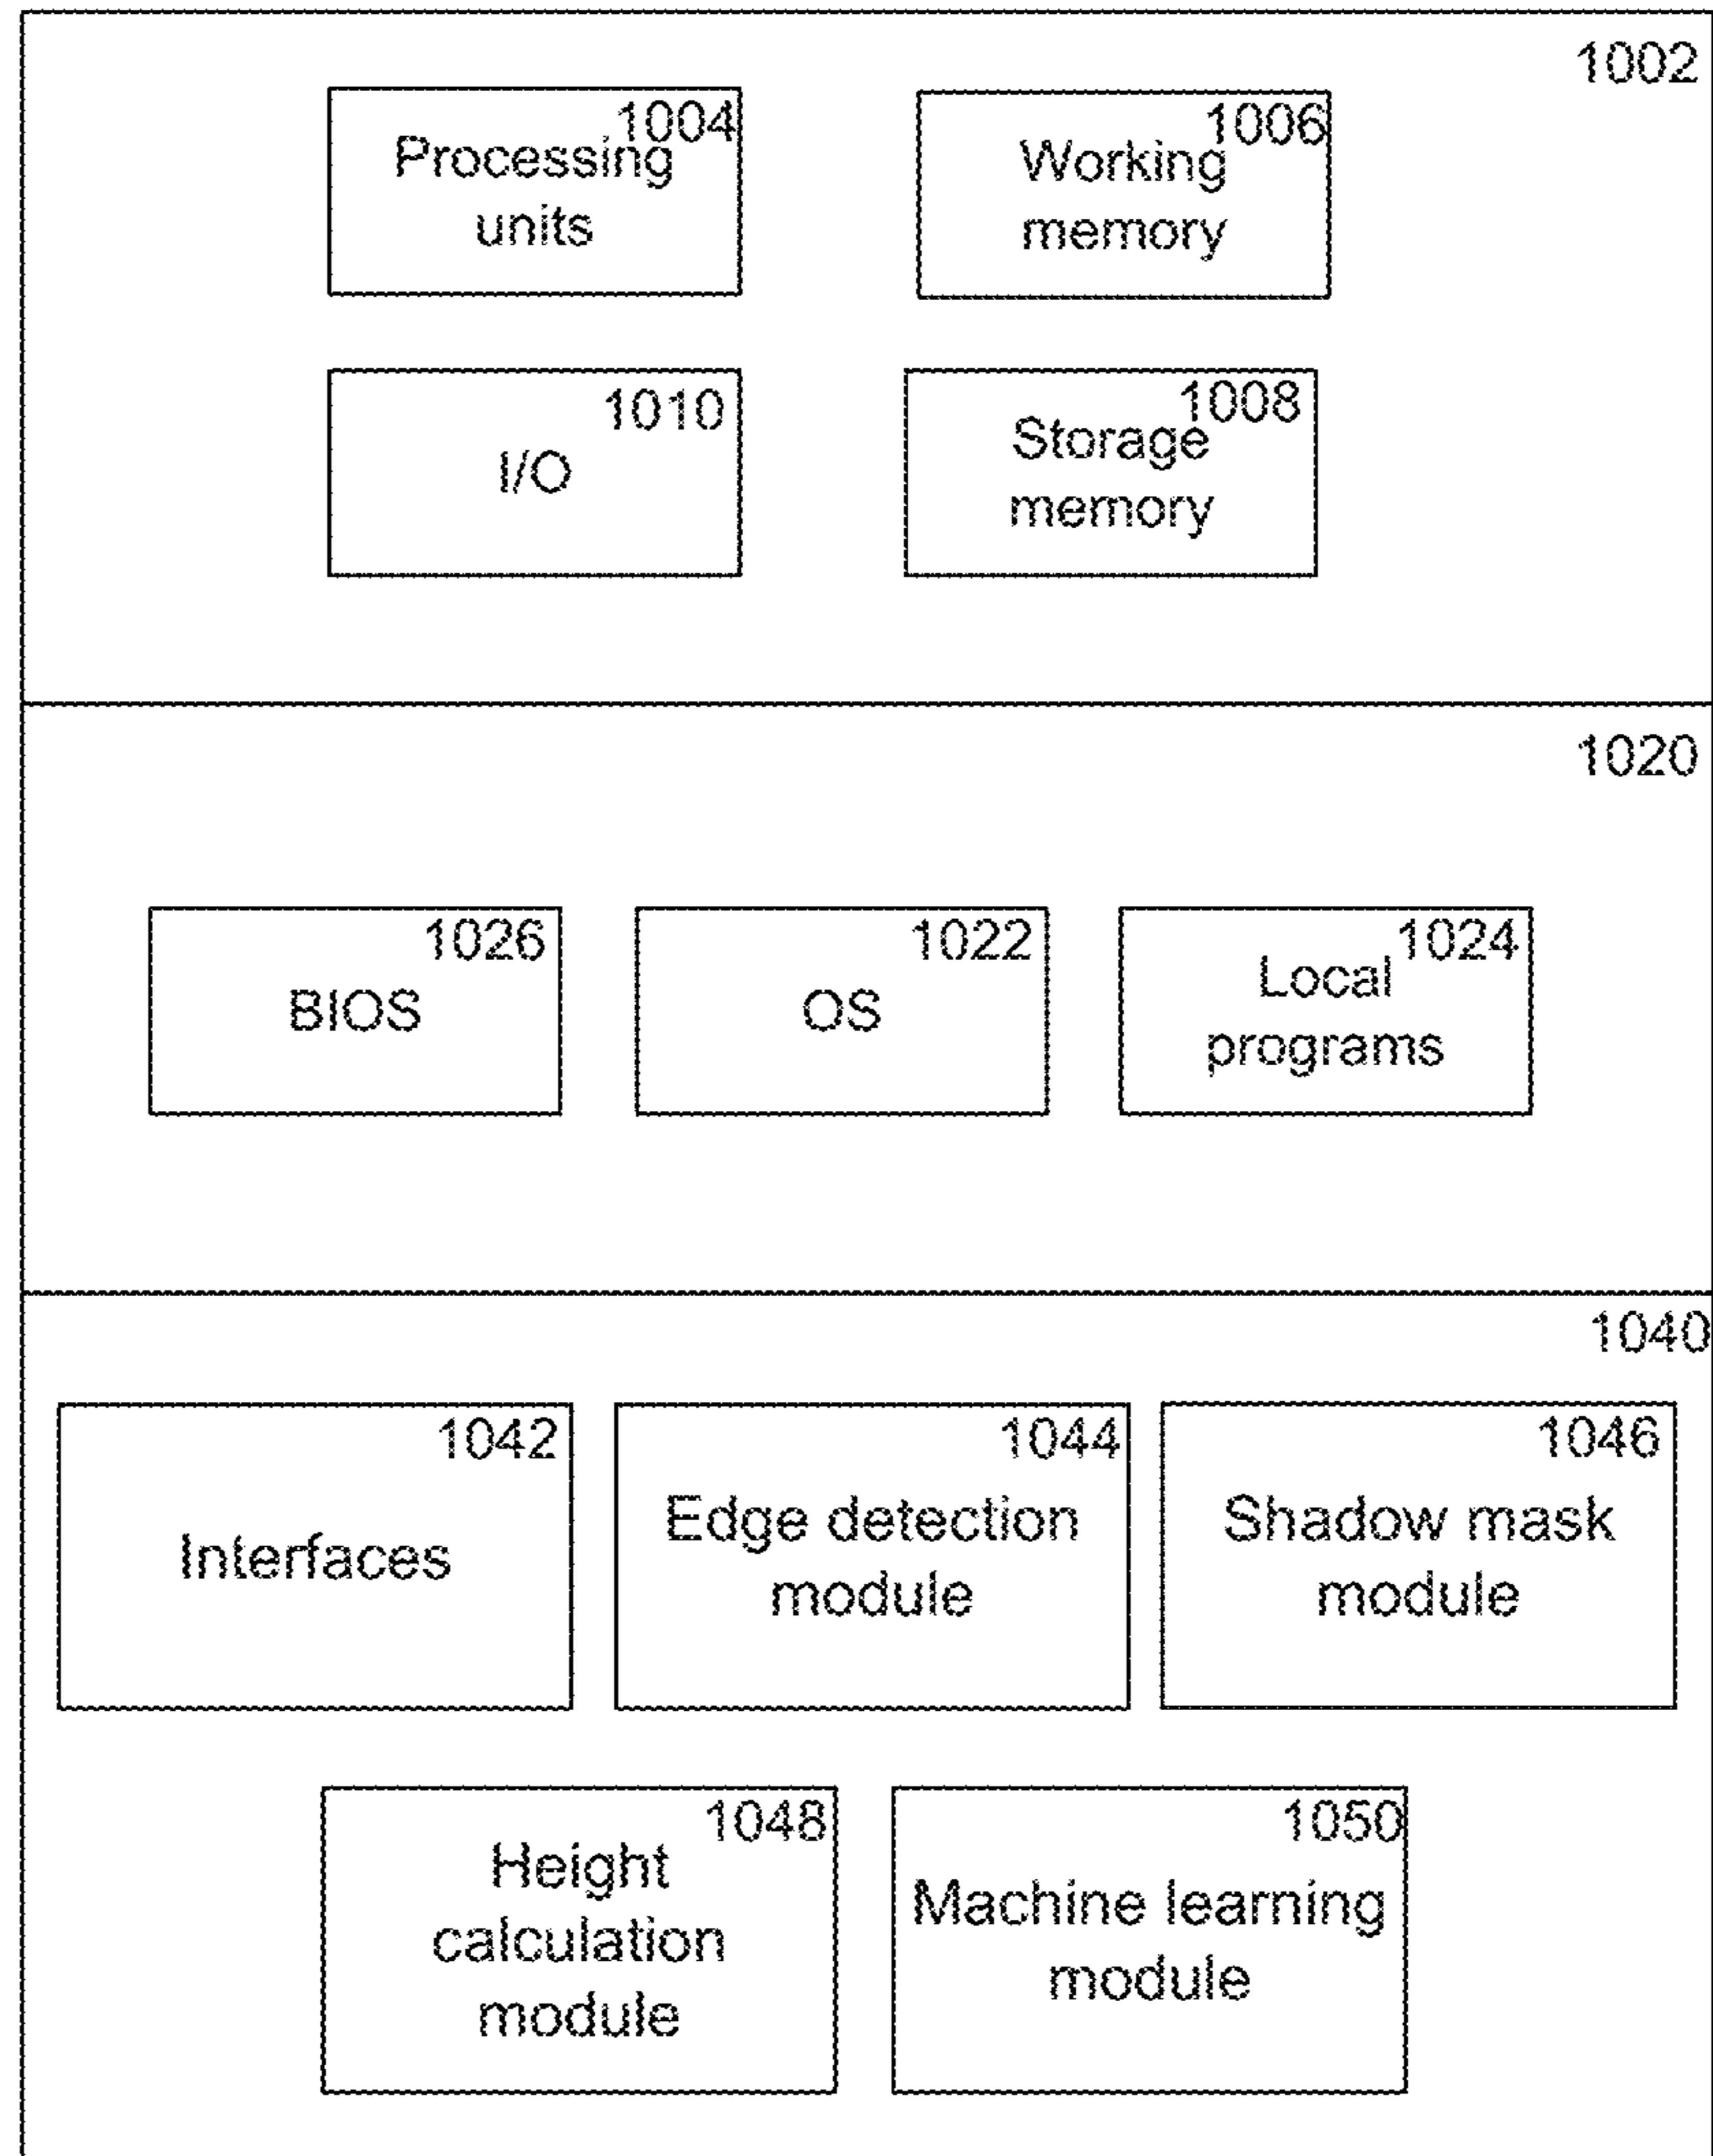 1002
1004
Processing
units
1006
Working
memory
1010
I/O
1008
Storage
memory
1020
1026
BIOS
1022
OS
1024
Local
programs
1040
1042
Interfaces
1044
Edge detection
module
1046
Shadow mask
module
1048
Height
calculation
module
1050
Machine learning
module